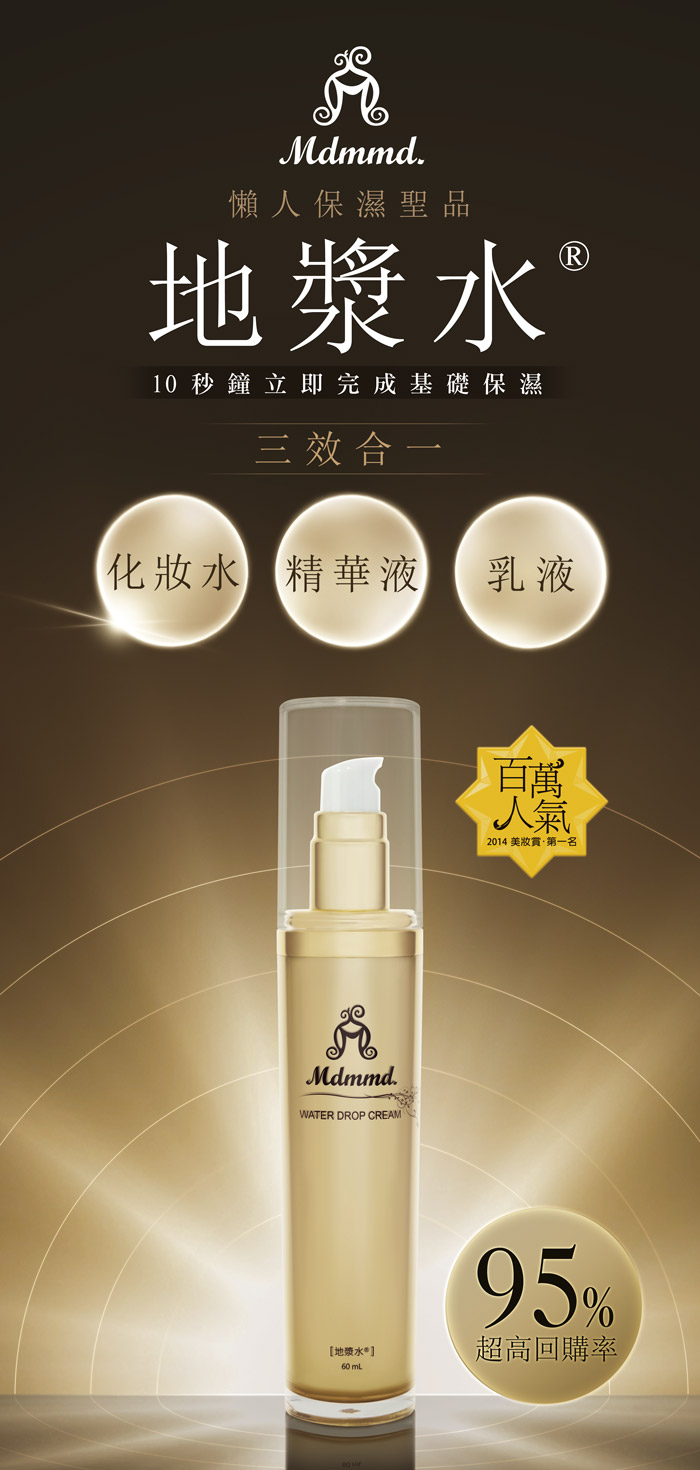 Mdmmd.
懶人保濕聖品
地漿水®
10 秒鐘立即完成基礎保濕
三效合一
化妝水
精華液
乳液
百萬
人氣
2014 美妝賞·第一名
Mdmmd.
WATER DROP CREAM
95%
超高回購率
[地漿水®]
60 mL